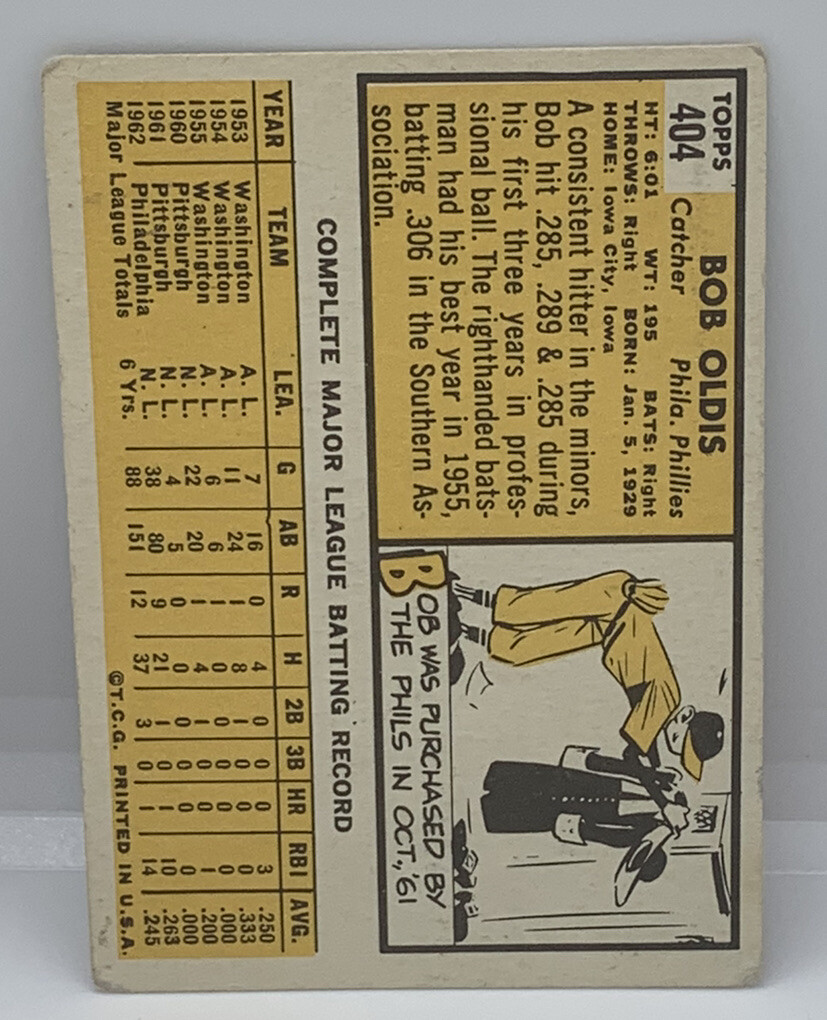 TOPPS
404
BOB OLDIS
Catcher Phila. Phillies
HT: 6:01 WT: 195 BATS: Right
THROWS: Right BORN: Jan. 5, 1929
HOME: Iowa City, Iowa
A consistent hitter in the minors,
Bob hit .285, .289 & .285 during
his first three years in profes-
sional ball. The righthanded bats-
man had his best year in 1955,
batting .306 in the Southern As-
sociation.
BOB WAS PURCHASED BY
THE PHILS IN OCT., '61
COMPLETE MAJOR LEAGUE BATTING RECORD
YEAR TEAM LEA. G AB R H 2B 3B HR RBI AVG.
1953 Washington A. L. 7 16 0 4 0 0 0 3 .250
1954 Washington A. L. 11 24 1 8 1 0 0 0 .333
1955 Washington A. L. 6 6 1 0 0 0 0 0 .000
1960 Pittsburgh N. L. 22 20 1 4 1 0 0 1 .200
1961 Pittsburgh N. L. 4 5 0 0 0 0 0 0 .000
1962 Philadelphia N. L. 38 80 9 21 1 0 1 10 .263
Major League Totals 6 Yrs. 88 151 12 37 3 0 1 14 .245
©T.C.G. PRINTED IN U.S.A.